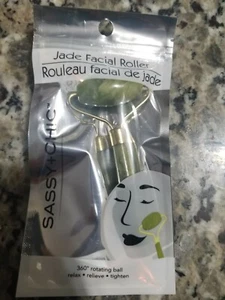 Jade Facial Roller
Rouleau facial de jade
SASSY+CHIC
360° rotating ball
relax • relieve • tighten